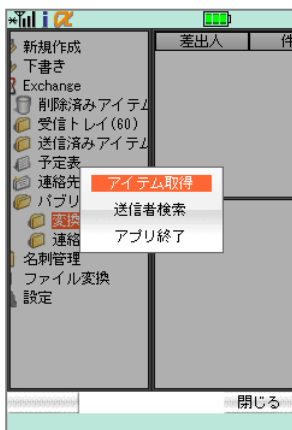 i α
差出人 件
新規作成
下書き
Exchange
削除済みアイテム
受信トレイ(60)
送信済みアイテム
予定表
連絡先
パブリ
変換
連絡
名刺管理
ファイル変換
設定
アイテム取得
送信者検索
アプリ終了
閉じる